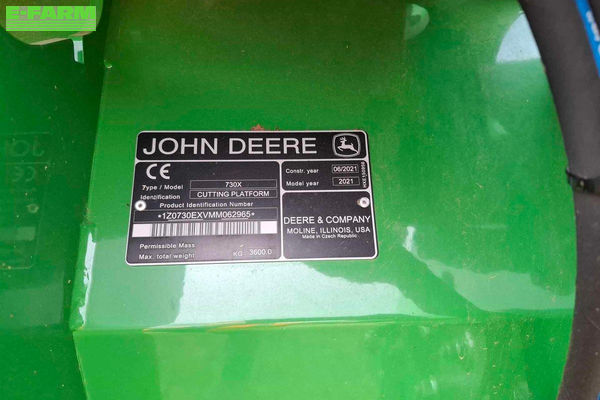 E-FARM
JOHN DEERE
CE
Type / Model 730X
Identification CUTTING PLATFORM
Product Identification Number
*1Z0730EXVMM062965*
Permissible Mass
Max. total weight KG 3600.0
Constr. year 06/2021
Model year 2021
DEERE & COMPANY
MOLINE, ILLINOIS, USA
Made in Czech Republic